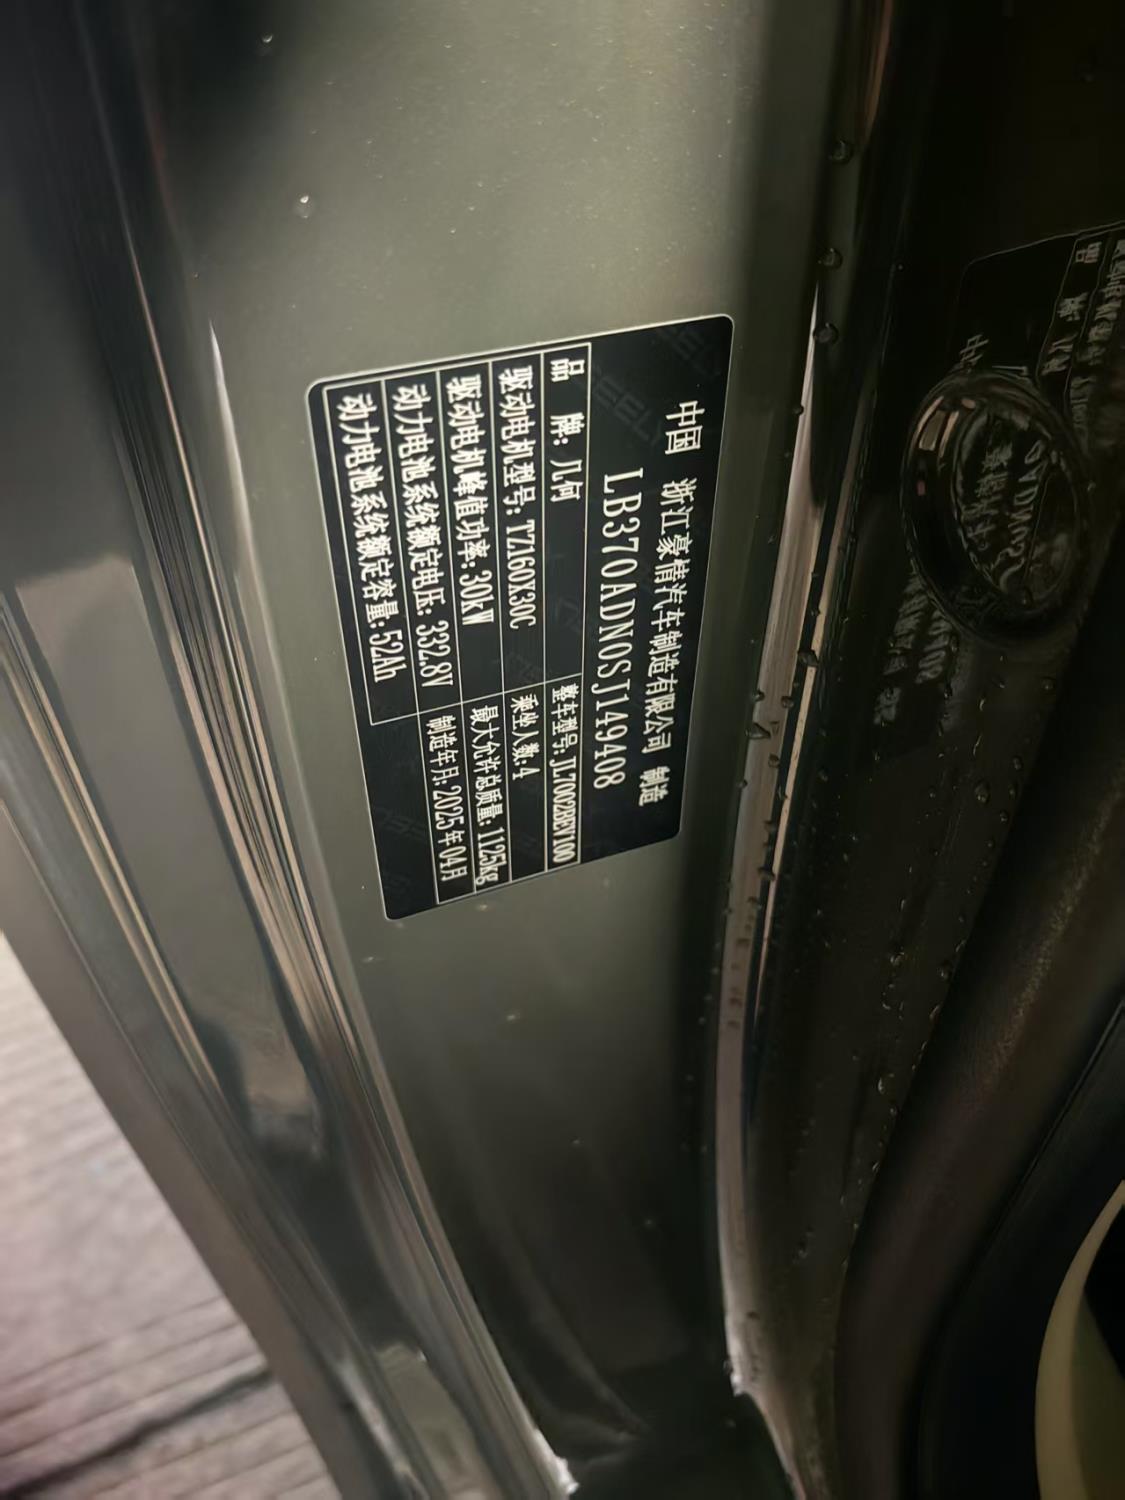 中国 浙江豪情汽车制造有限公司 制造
LB370ADN0SJ149408
品 牌: 几何 整车型号: JL7002BEV100
驱动电机型号: TZ160X30C 乘坐人数: 4
驱动电机峰值功率: 30kW 最大允许总质量: 1125kg
动力电池系统额定电压: 332.8V 制造年月: 2025年04月
动力电池系统额定容量: 52Ah